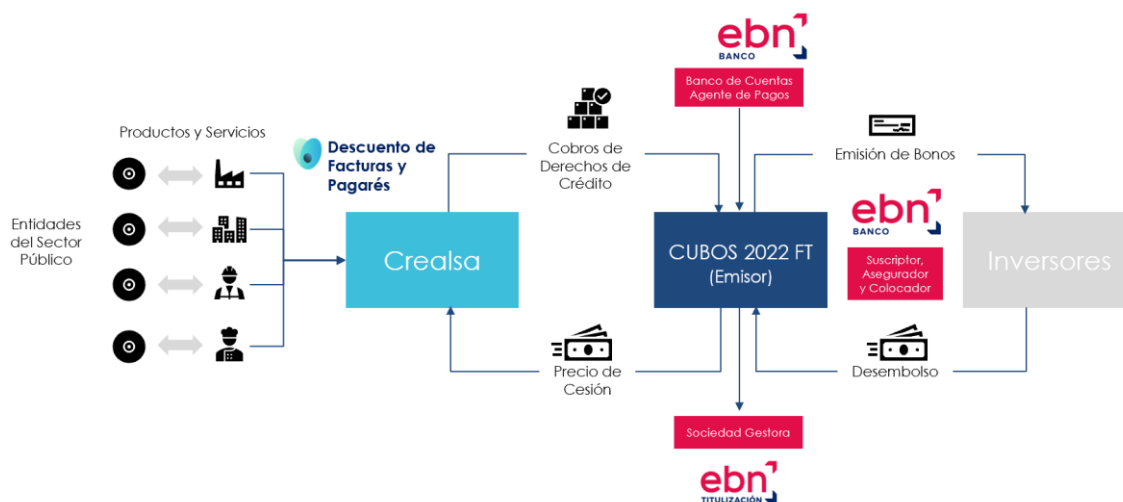 ebn
BANCO
Banco de Cuentas
Agente de Pagos
Productos y Servicios
Descuento de
Facturas y
Pagarés
Cobros de
Derechos de
Crédito
Emisión de Bonos
Entidades
del Sector
Público
Crealsa
CUBOS 2022 FT
(Emisor)
ebn
BANCO
Suscriptor,
Asegurador
y Colocador
Inversores
Precio de
Cesión
Desembolso
Sociedad Gestora
ebn
TITULIZACIÓN